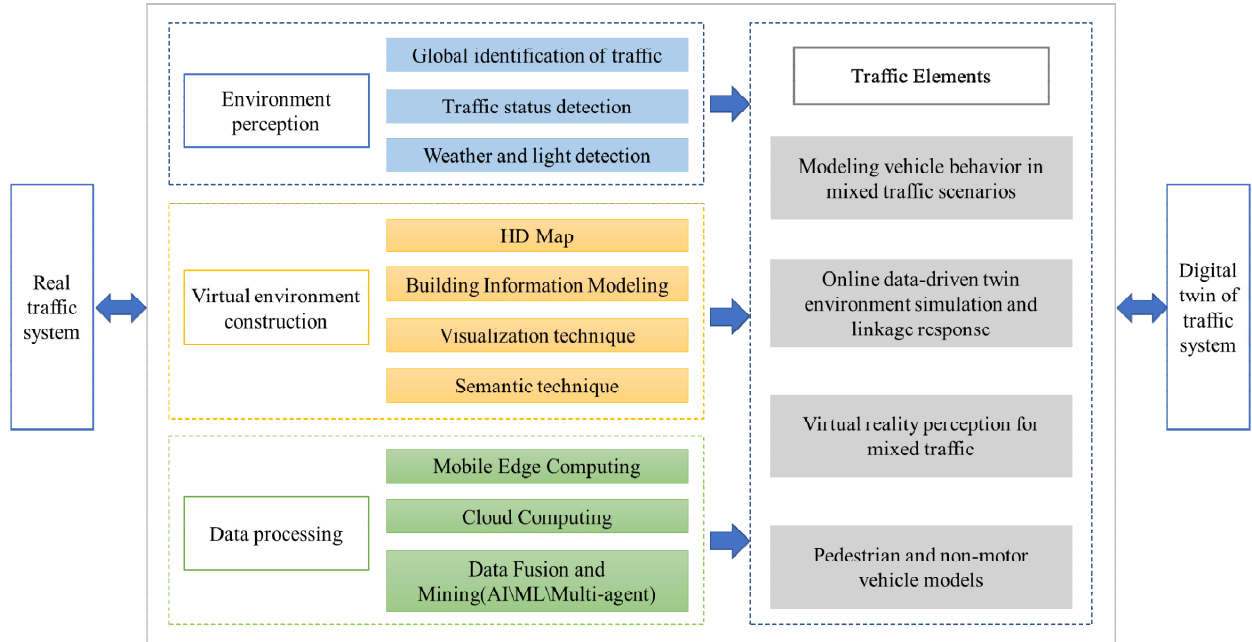 Real
traffic
system
Environment
perception
Global identification of traffic
Traffic status detection
Weather and light detection
Virtual environment
construction
HD Map
Building Information Modeling
Visualization technique
Semantic technique
Data processing
Mobile Edge Computing
Cloud Computing
Data Fusion and
Mining(AI\ML\Multi-agent)
Traffic Elements
Modeling vehicle behavior in
mixed traffic scenarios
Online data-driven twin
environment simulation and
linkage response
Virtual reality perception for
mixed traffic
Pedestrian and non-motor
vehicle models
Digital
twin of
traffic
system